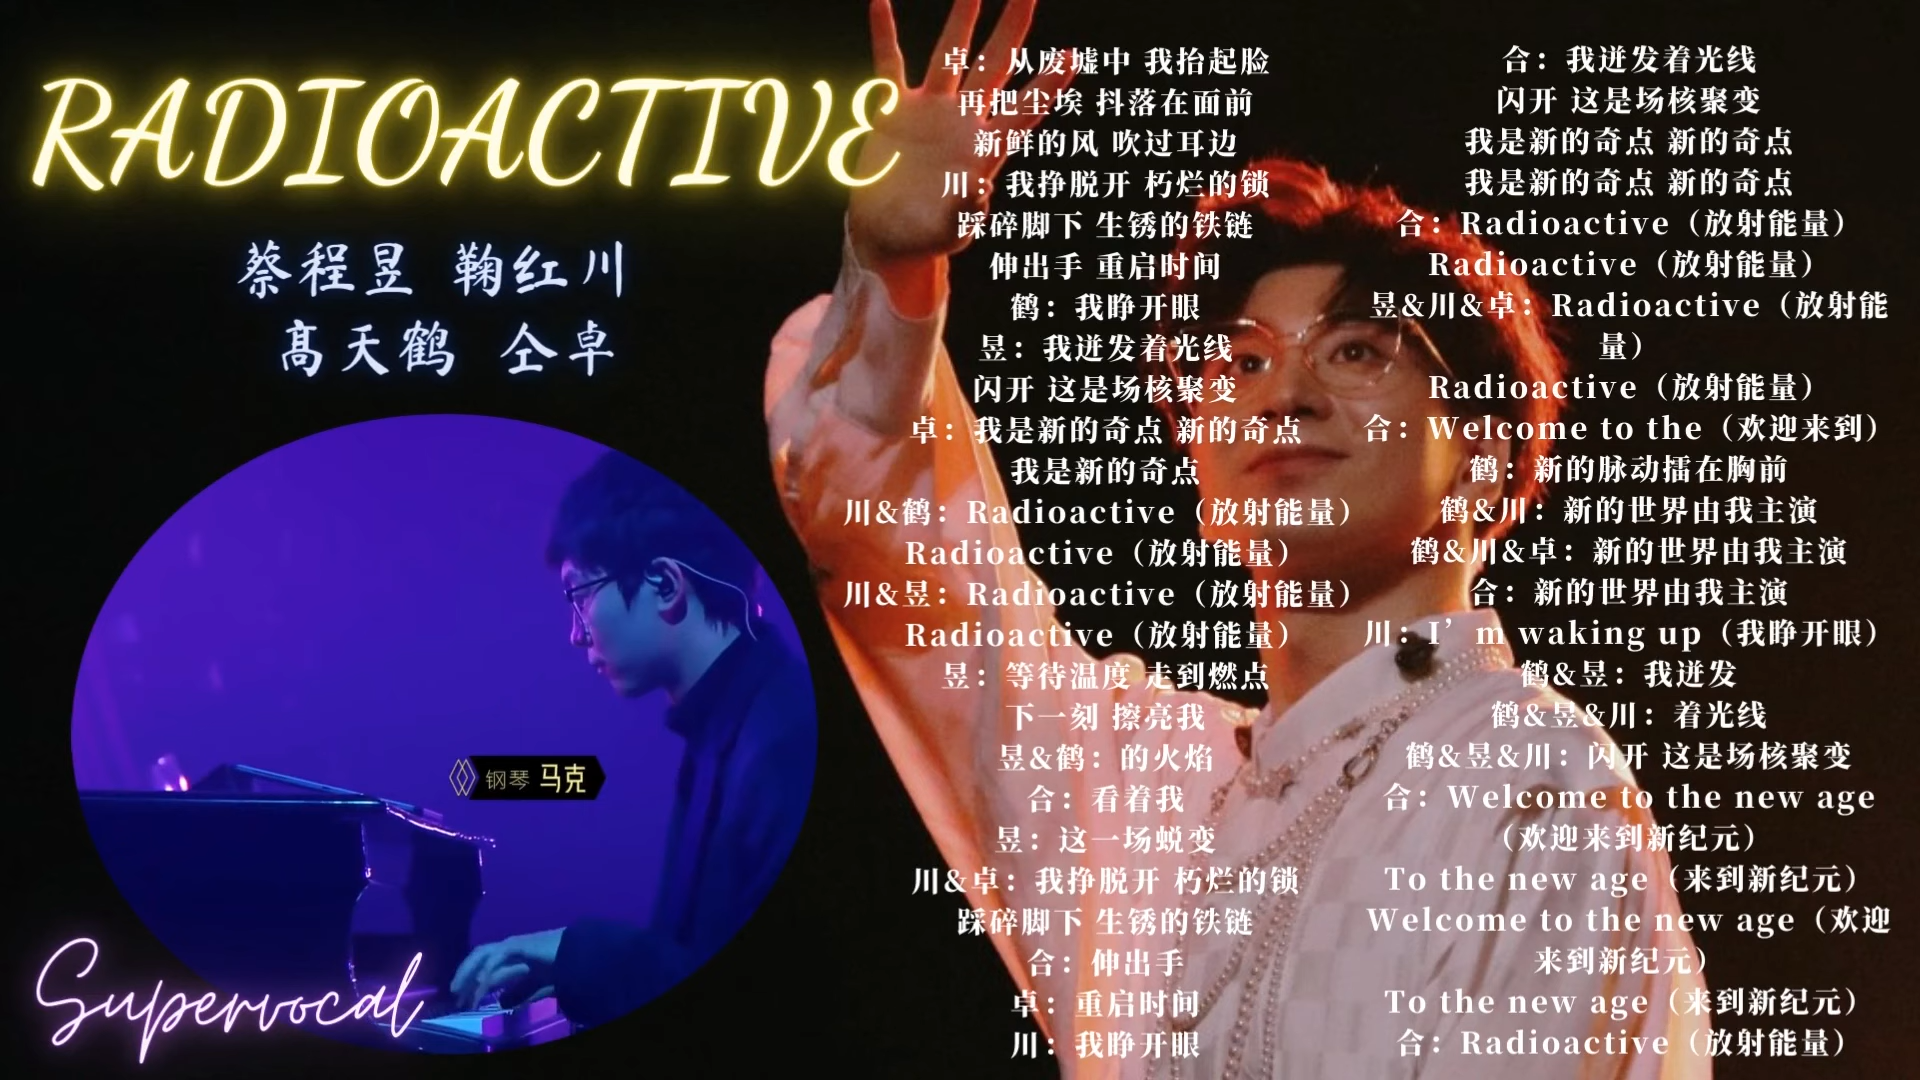 RADIOACTIVE
蔡程昱 鞠红川
高天鹤 仝卓
钢琴 马克
Supervocal
卓：从废墟中 我抬起脸
再把尘埃 抖落在面前
新鲜的风 吹过耳边
川：我挣脱开 朽烂的锁
踩碎脚下 生锈的铁链
伸出手 重启时间
鹤：我睁开眼
昱：我迸发着光线
闪开 这是场核聚变
卓：我是新的奇点 新的奇点
我是新的奇点
川&鹤：Radioactive（放射能量）
Radioactive（放射能量）
川&昱：Radioactive（放射能量）
Radioactive（放射能量）
昱：等待温度 走到燃点
下一刻 擦亮我
昱&鹤：的火焰
合：看着我
昱：这一场蜕变
川&卓：我挣脱开 朽烂的锁
踩碎脚下 生锈的铁链
合：伸出手
卓：重启时间
川：我睁开眼
合：我迸发着光线
闪开 这是场核聚变
我是新的奇点 新的奇点
我是新的奇点 新的奇点
合：Radioactive（放射能量）
Radioactive（放射能量）
昱&川&卓：Radioactive（放射能
量）
Radioactive（放射能量）
合：Welcome to the（欢迎来到）
鹤：新的脉动擂在胸前
鹤&川：新的世界由我主演
鹤&川&卓：新的世界由我主演
合：新的世界由我主演
川：I’m waking up（我睁开眼）
鹤&昱：我迸发
鹤&昱&川：着光线
鹤&昱&川：闪开 这是场核聚变
合：Welcome to the new age
（欢迎来到新纪元）
To the new age（来到新纪元）
Welcome to the new age（欢迎
来到新纪元）
To the new age（来到新纪元）
合：Radioactive（放射能量）